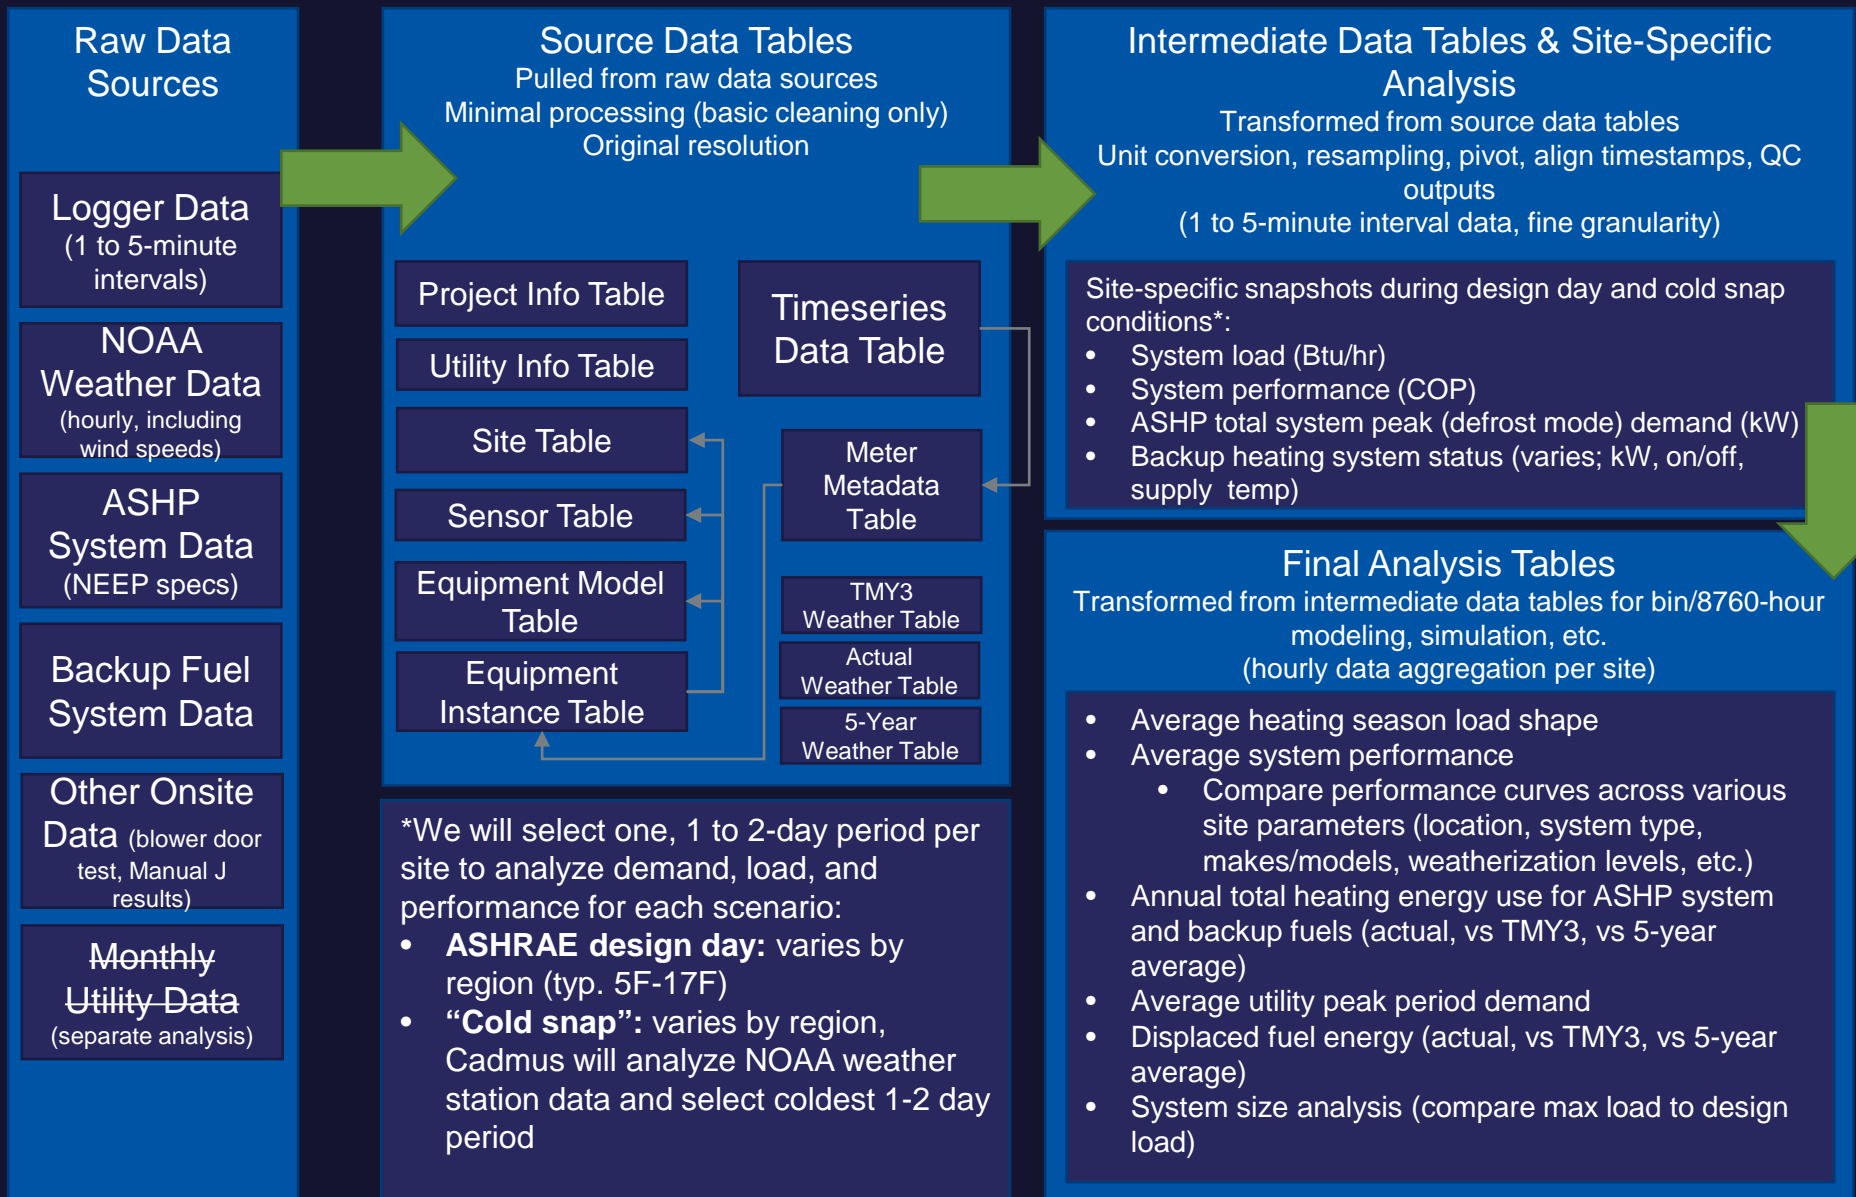 Raw Data
Sources
Logger Data
(1 to 5-minute
intervals)
NOAA
Weather Data
(hourly, including
wind speeds)
ASHP
System Data
(NEEP specs)
Backup Fuel
System Data
Other Onsite
Data (blower door
test, Manual J
results)
Monthly
Utility Data
(separate analysis)
Source Data Tables
Pulled from raw data sources
Minimal processing (basic cleaning only)
Original resolution
Project Info Table
Utility Info Table
Site Table
Sensor Table
Equipment Model
Table
Equipment
Instance Table
Timeseries
Data Table
Meter
Metadata
Table
TMY3
Weather Table
Actual
Weather Table
5-Year
Weather Table
*We will select one, 1 to 2-day period per
site to analyze demand, load, and
performance for each scenario:
• ASHRAE design day: varies by
region (typ. 5F-17F)
• “Cold snap”: varies by region,
Cadmus will analyze NOAA weather
station data and select coldest 1-2 day
period
Intermediate Data Tables & Site-Specific
Analysis
Transformed from source data tables
Unit conversion, resampling, pivot, align timestamps, QC
outputs
(1 to 5-minute interval data, fine granularity)
Site-specific snapshots during design day and cold snap
conditions*:
• System load (Btu/hr)
• System performance (COP)
• ASHP total system peak (defrost mode) demand (kW)
• Backup heating system status (varies; kW, on/off,
supply temp)
Final Analysis Tables
Transformed from intermediate data tables for bin/8760-hour
modeling, simulation, etc.
(hourly data aggregation per site)
• Average heating season load shape
• Average system performance
• Compare performance curves across various
site parameters (location, system type,
makes/models, weatherization levels, etc.)
• Annual total heating energy use for ASHP system
and backup fuels (actual, vs TMY3, vs 5-year
average)
• Average utility peak period demand
• Displaced fuel energy (actual, vs TMY3, vs 5-year
average)
• System size analysis (compare max load to design
load)